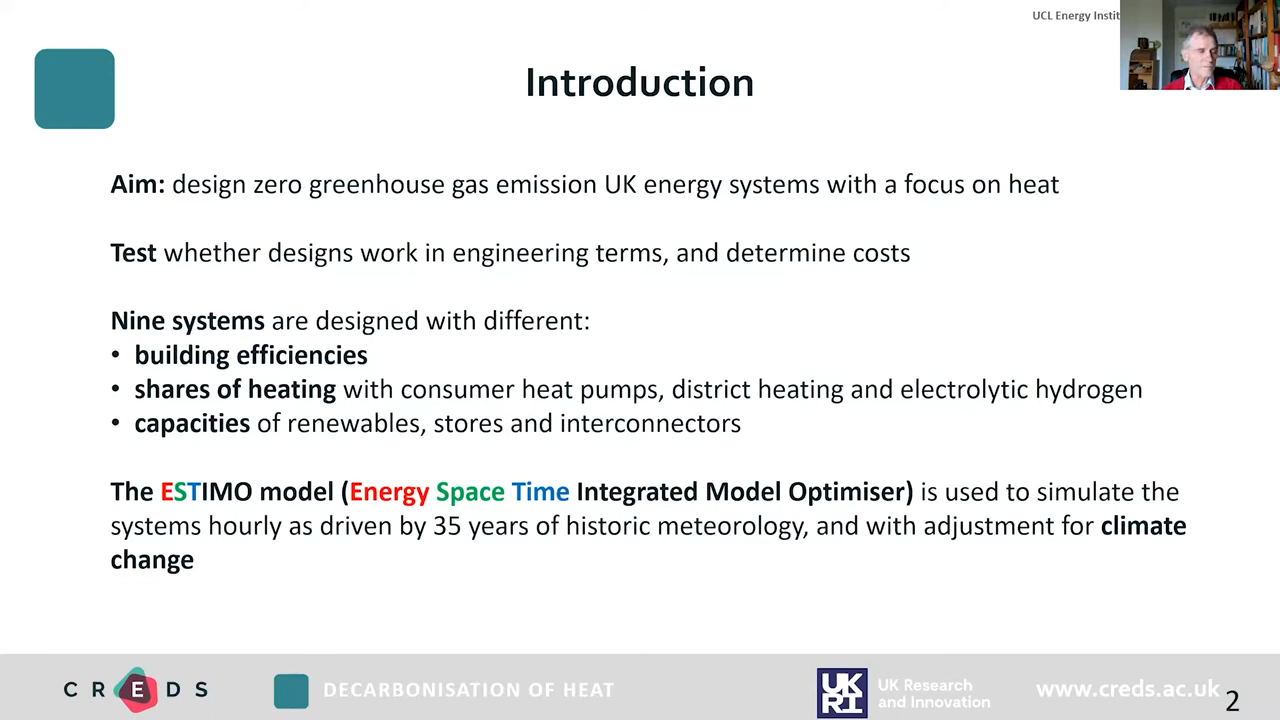 UCL Energy Instit
Introduction
Aim: design zero greenhouse gas emission UK energy systems with a focus on heat
Test whether designs work in engineering terms, and determine costs
Nine systems are designed with different:
• building efficiencies
• shares of heating with consumer heat pumps, district heating and electrolytic hydrogen
• capacities of renewables, stores and interconnectors
The ESTIMO model (Energy Space Time Integrated Model Optimiser) is used to simulate the
systems hourly as driven by 35 years of historic meteorology, and with adjustment for climate
change
CREDS
DECARBONISATION OF HEAT
UK
RI
UK Research
and Innovation
www.creds.ac.uk
2